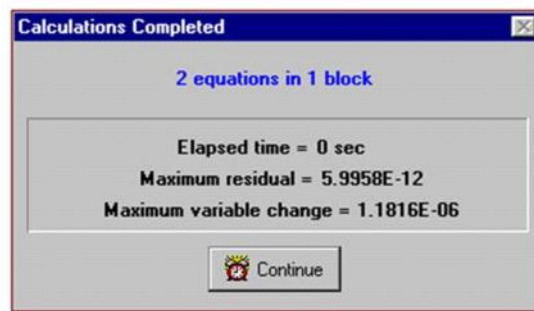 Calculations Completed
2 equations in 1 block
Elapsed time = 0 sec
Maximum residual = 5.9958E-12
Maximum variable change = 1.1816E-06
Continue